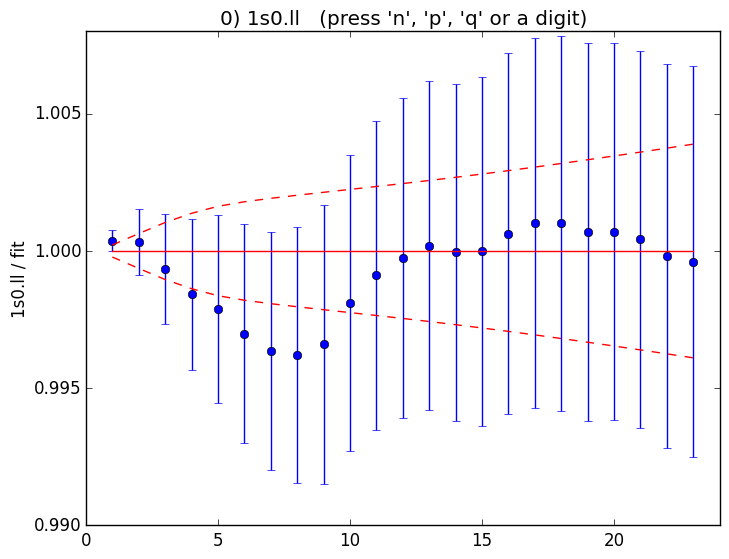 0) 1s0.ll   (press 'n', 'p', 'q' or a digit)
1.005
1.000
0.995
0.990
1s0.ll / fit
0 5 10 15 20